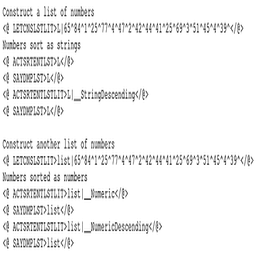 Construct a list of numbers
<@ LETCNSLSTLIT>L|65^84^1^25^77^4^47^2^42^44^41^25^69^3^51^45^4^39^</@>
Numbers sort as strings
<@ ACTSRTENTLST>L</@>
<@ SAYDMPLST>L</@>
<@ ACTSRTENTLSTLIT>L|__StringDescending</@>
<@ SAYDMPLST>L</@>
Construct another list of numbers
<@ LETCNSLSTLIT>list|65^84^1^25^77^4^47^2^42^44^41^25^69^3^51^45^4^39^</@>
Numbers sorted as numbers
<@ ACTSRTENTLSTLIT>list|__Numeric</@>
<@ SAYDMPLST>list</@>
<@ ACTSRTENTLSTLIT>list|__NumericDescending</@>
<@ SAYDMPLST>list</@>